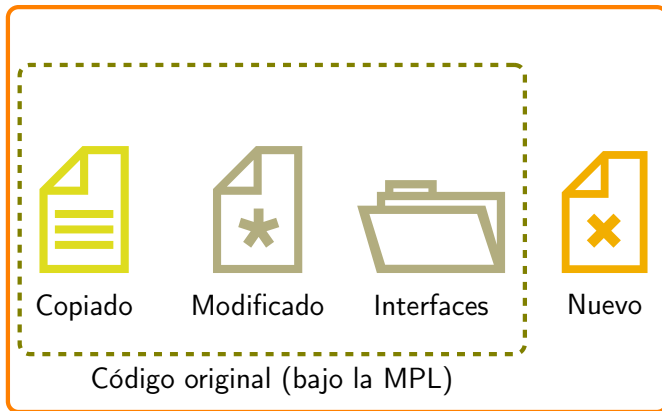 Copiado
Modificado
Interfaces
Nuevo
Código original (bajo la MPL)